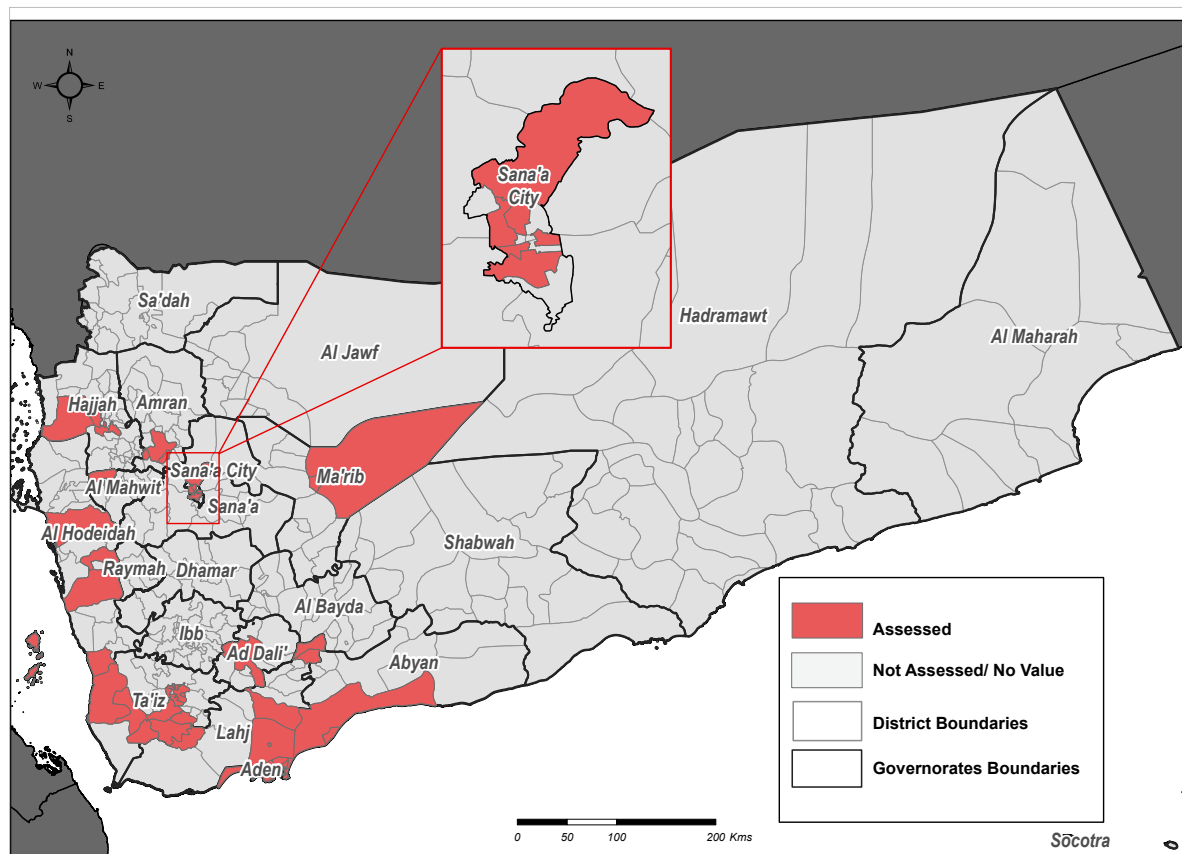 N
W
E
S
Sana'a
City
Sa'dah
Hadramawt
Al Maharah
Al Jawf
Hajjah
Amran
Sana'a City
Ma'rib
Al Mahwit
Sana'a
Al Hodeidah
Shabwah
Raymah
Dhamar
Al Bayda
Ibb
Ad Dali'
Abyan
Ta'iz
Lahj
Aden
Assessed
Not Assessed/ No Value
District Boundaries
Governorates Boundaries
0 50 100 200 Kms
Socotra